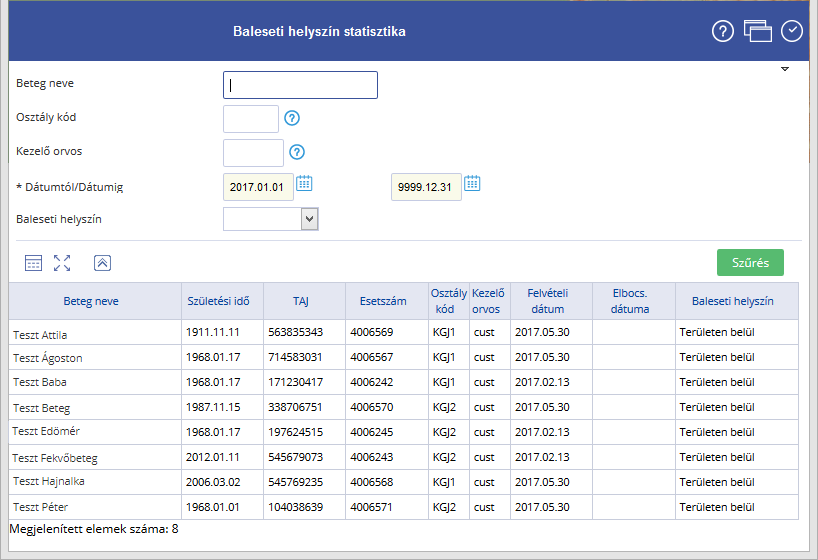 Baleseti helyszín statisztika
Beteg neve
Osztály kód
Kezelő orvos
* Dátumtól/Dátumig 2017.01.01 9999.12.31
Baleseti helyszín
Szűrés
Beteg neve Születési idő TAJ Esetszám Osztály kód Kezelő orvos Felvételi dátum Elbocs. dátuma Baleseti helyszín
Teszt Attila 1911.11.11 563835343 4006569 KGJ1 cust 2017.05.30 Területen belül
Teszt Ágoston 1968.01.17 714583031 4006567 KGJ1 cust 2017.05.30 Területen belül
Teszt Baba 1968.01.17 171230417 4006242 KGJ1 cust 2017.02.13 Területen belül
Teszt Beteg 1987.11.15 338706751 4006570 KGJ2 cust 2017.05.30 Területen belül
Teszt Edömér 1968.01.17 197624515 4006245 KGJ2 cust 2017.02.13 Területen belül
Teszt Fekvőbeteg 2012.01.11 545679073 4006243 KGJ2 cust 2017.02.13 Területen belül
Teszt Hajnalka 2006.03.02 545769235 4006568 KGJ1 cust 2017.05.30 Területen belül
Teszt Péter 1968.01.01 104038639 4006571 KGJ2 cust 2017.05.30 Területen belül
Megjelenített elemek száma: 8